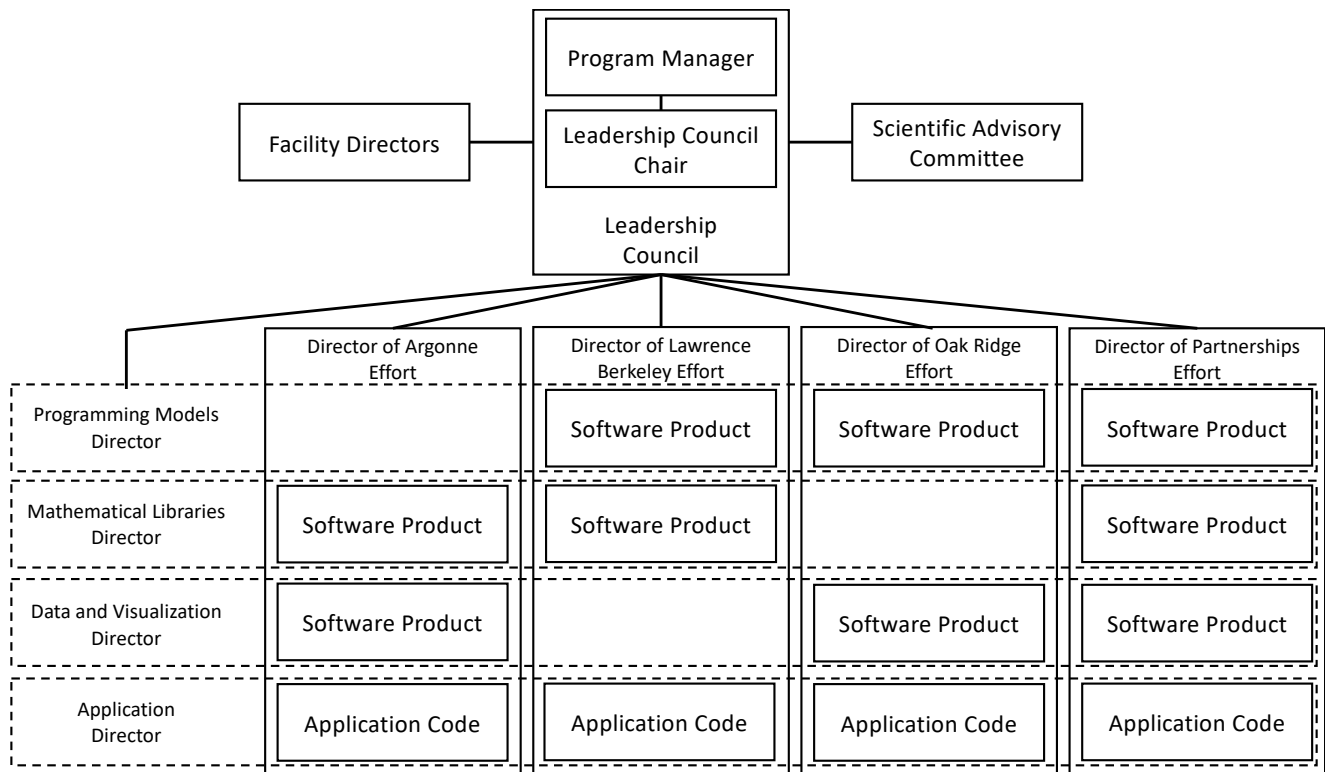 Program Manager
Facility Directors
Leadership Council
Chair
Scientific Advisory
Committee
Leadership
Council
Director of Argonne
Effort
Director of Lawrence
Berkeley Effort
Director of Oak Ridge
Effort
Director of Partnerships
Effort
Programming Models
Director
Software Product
Software Product
Software Product
Mathematical Libraries
Director
Software Product
Software Product
Software Product
Data and Visualization
Director
Software Product
Software Product
Software Product
Application
Director
Application Code
Application Code
Application Code
Application Code